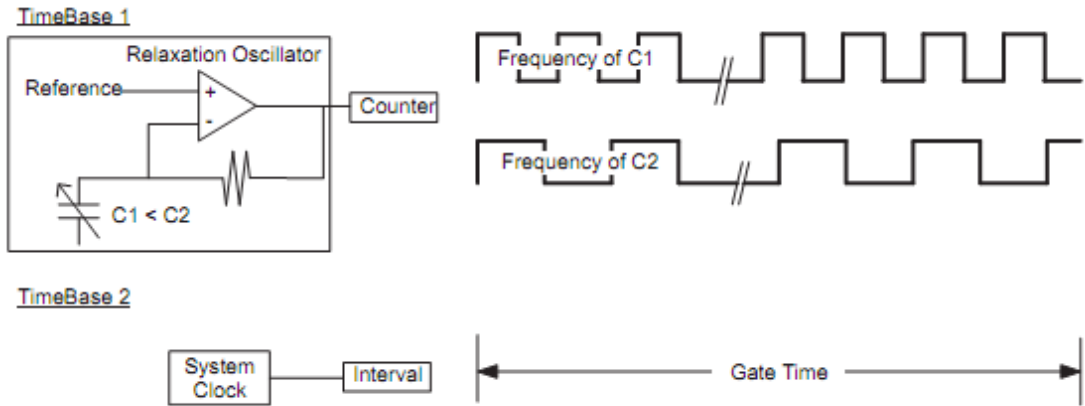 TimeBase 1
Relaxation Oscillator
Reference
+
-
Counter
C1 < C2
Frequency of C1
Frequency of C2
TimeBase 2
System
Clock
Interval
Gate Time